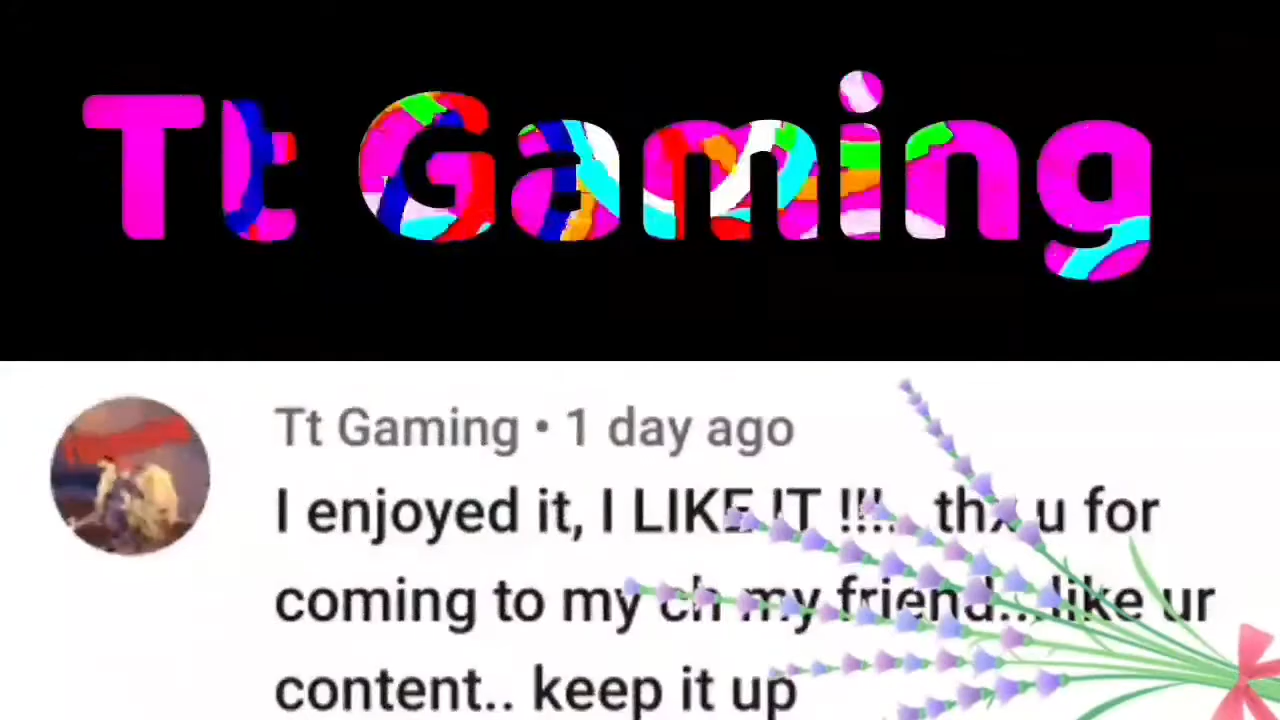 Tt Gaming
Tt Gaming • 1 day ago
I enjoyed it, I LIKE IT !!!.. thx u for
coming to my ch my friend... like ur
content.. keep it up